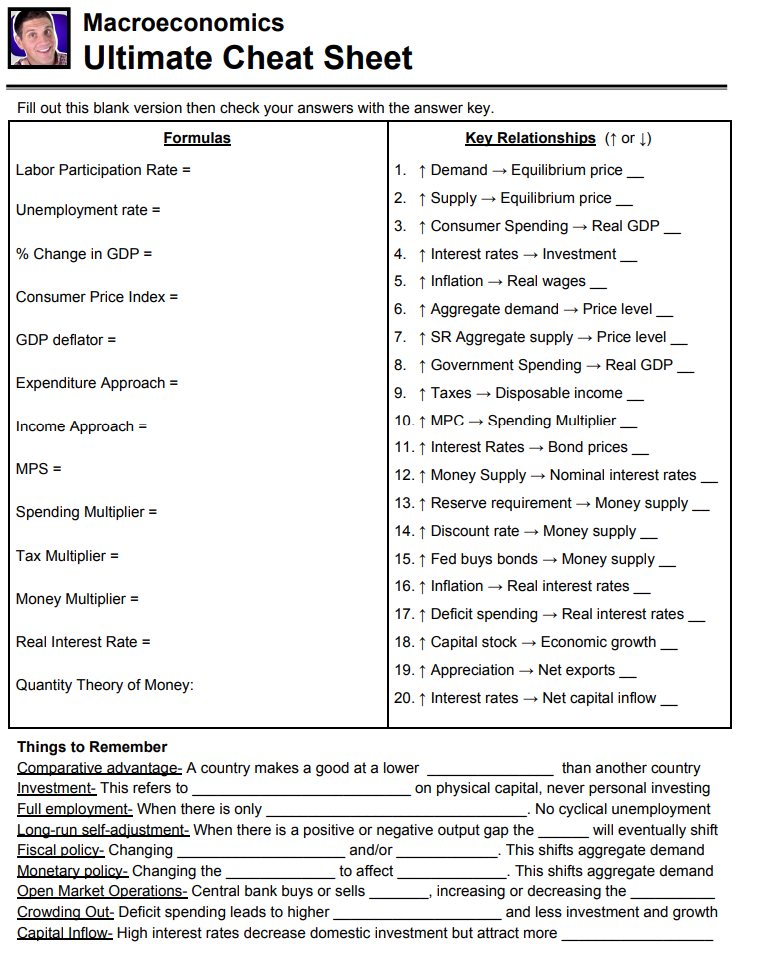 Macroeconomics
Ultimate Cheat Sheet
Fill out this blank version then check your answers with the answer key.
Formulas
Labor Participation Rate =
Unemployment rate =
% Change in GDP =
Consumer Price Index =
GDP deflator =
Expenditure Approach =
Income Approach =
MPS =
Spending Multiplier =
Tax Multiplier =
Money Multiplier =
Real Interest Rate =
Quantity Theory of Money:
Key Relationships (↑ or ↓)
1. ↑ Demand → Equilibrium price __
2. ↑ Supply → Equilibrium price __
3. ↑ Consumer Spending → Real GDP __
4. ↑ Interest rates → Investment __
5. ↑ Inflation → Real wages __
6. ↑ Aggregate demand → Price level __
7. ↑ SR Aggregate supply → Price level __
8. ↑ Government Spending → Real GDP __
9. ↑ Taxes → Disposable income __
10. ↑ MPC → Spending Multiplier __
11. ↑ Interest Rates → Bond prices __
12. ↑ Money Supply → Nominal interest rates __
13. ↑ Reserve requirement → Money supply __
14. ↑ Discount rate → Money supply __
15. ↑ Fed buys bonds → Money supply __
16. ↑ Inflation → Real interest rates __
17. ↑ Deficit spending → Real interest rates __
18. ↑ Capital stock → Economic growth __
19. ↑ Appreciation → Net exports __
20. ↑ Interest rates → Net capital inflow __
Things to Remember
Comparative advantage- A country makes a good at a lower _______________ than another country
Investment- This refers to __________________________ on physical capital, never personal investing
Full employment- When there is only _______________________________. No cyclical unemployment
Long-run self-adjustment- When there is a positive or negative output gap the ______ will eventually shift
Fiscal policy- Changing ____________________ and/or ____________. This shifts aggregate demand
Monetary policy- Changing the _____________ to affect _____________. This shifts aggregate demand
Open Market Operations- Central bank buys or sells _______, increasing or decreasing the __________
Crowding Out- Deficit spending leads to higher ____________________ and less investment and growth
Capital Inflow- High interest rates decrease domestic investment but attract more __________________